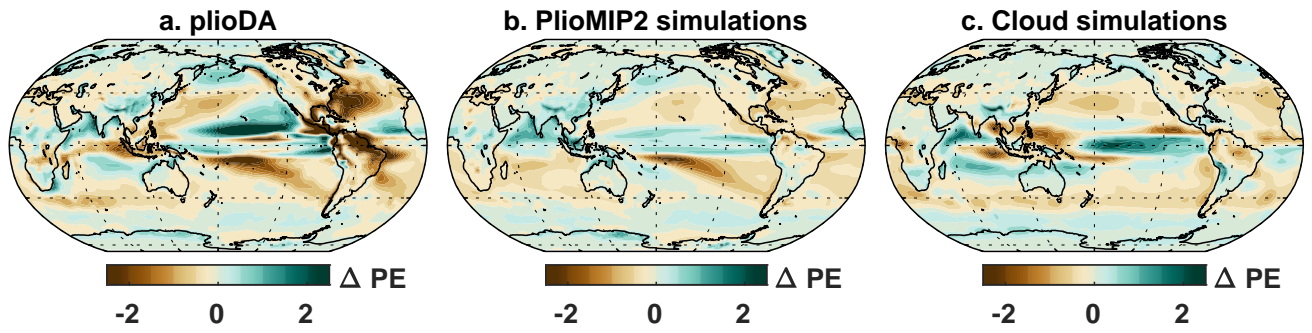 a. plioDA
b. PlioMIP2 simulations
c. Cloud simulations
Δ PE
-2 0 2
Δ PE
-2 0 2
Δ PE
-2 0 2